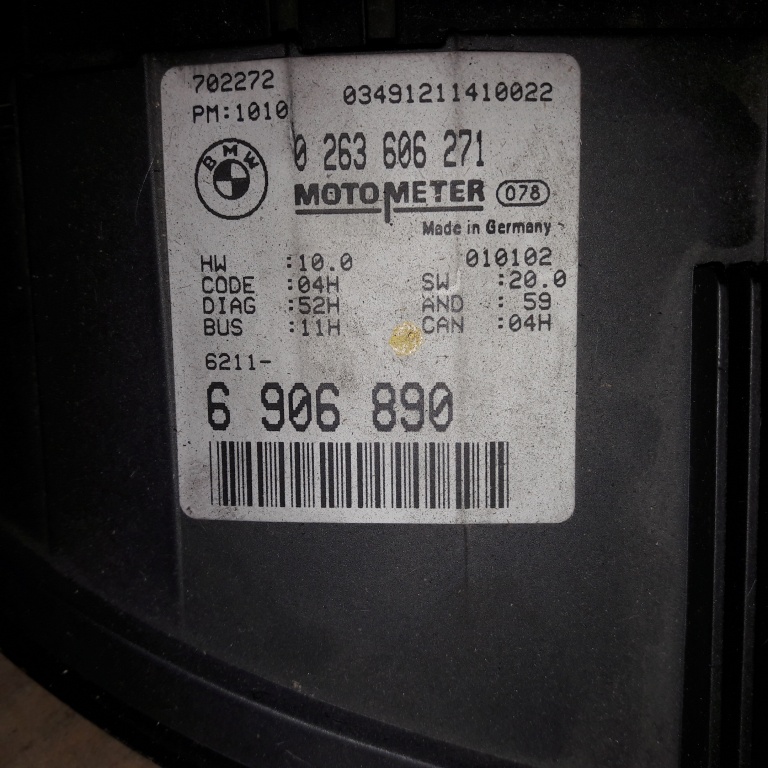 702272
03491211410022
PM:1010
BMW
0 263 606 271
MOTOMETER 078
Made in Germany
HW :10.0 010102
CODE :04H SW :20.0
DIAG :52H AND : 59
BUS :11H CAN :04H
6211-
6 906 890